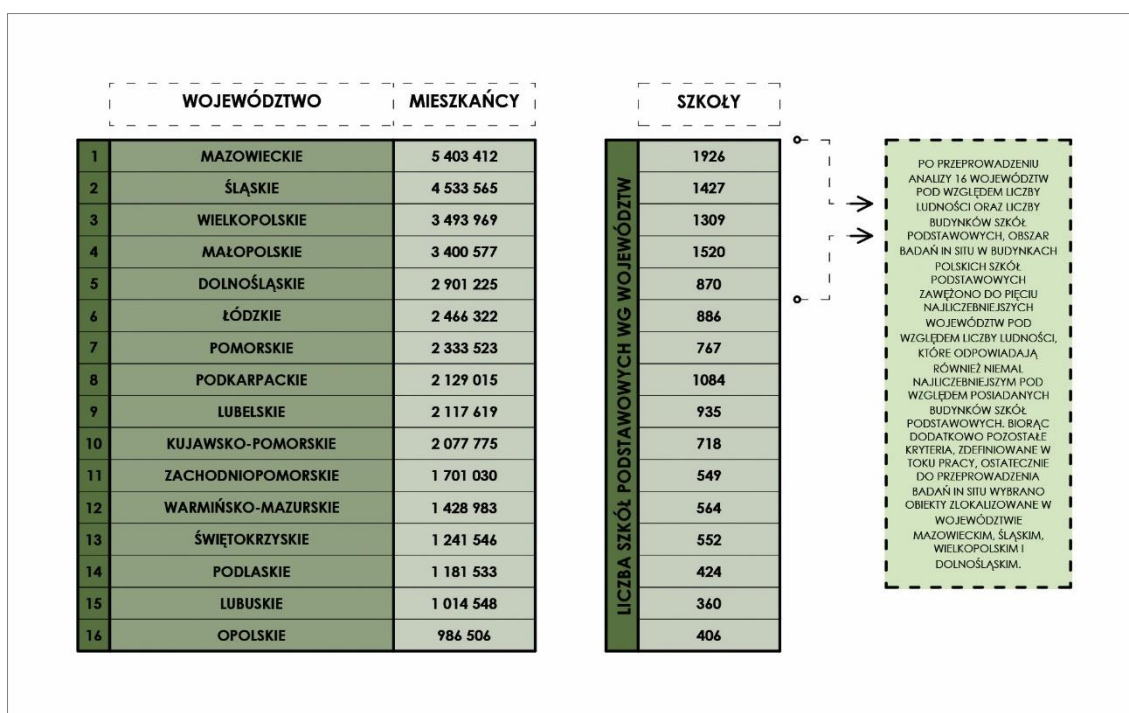 WOJEWÓDZTWO MIESZKAŃCY SZKOŁY
1 MAZOWIECKIE 5 403 412 1926
2 ŚLĄSKIE 4 533 565 1427
3 WIELKOPOLSKIE 3 493 969 1309
4 MAŁOPOLSKIE 3 400 577 1520
5 DOLNOŚLĄSKIE 2 901 225 870
6 ŁÓDZKIE 2 466 322 886
7 POMORSKIE 2 333 523 767
8 PODKARPACKIE 2 129 015 1084
9 LUBELSKIE 2 117 619 935
10 KUJAWSKO-POMORSKIE 2 077 775 718
11 ZACHODNIOPOMORSKIE 1 701 030 549
12 WARMIŃSKO-MAZURSKIE 1 428 983 564
13 ŚWIĘTOKRZYSKIE 1 241 546 552
14 PODLASKIE 1 181 533 424
15 LUBUSKIE 1 014 548 360
16 OPOLSKIE 986 506 406
LICZBA SZKÓŁ PODSTAWOWYCH WG WOJEWÓDZTW
PO PRZEPROWADZENIU
ANALIZY 16 WOJEWÓDZTW
POD WZGLĘDEM LICZBY
LUDNOŚCI ORAZ LICZBY
BUDYNKÓW SZKÓŁ
PODSTAWOWYCH, OBSZAR
BADAŃ IN SITU W BUDYNKACH
POLSKICH SZKÓŁ
PODSTAWOWYCH
ZAWĘŻONO DO PIĘCIU
NAJLICZEBNIEJSZYCH
WOJEWÓDZTW POD
WZGLĘDEM LICZBY LUDNOŚCI,
KTÓRE ODPOWIADAJĄ
RÓWNIEŻ NIEMAL
NAJLICZEBNIEJSZYM POD
WZGLĘDEM POSIADANYCH
BUDYNKÓW SZKÓŁ
PODSTAWOWYCH. BIORĄC
DODATKOWO POZOSTAŁE
KRYTERIA, ZDEFINIOWANE W
TOKU PRACY, OSTATECZNIE
DO PRZEPROWADZENIA
BADAŃ IN SITU WYBRANO
OBIEKTY ZLOKALIZOWANE W
WOJEWÓDZTWIE
MAZOWIECKIM, ŚLĄSKIM,
WIELKOPOLSKIM I
DOLNOŚLĄSKIM.